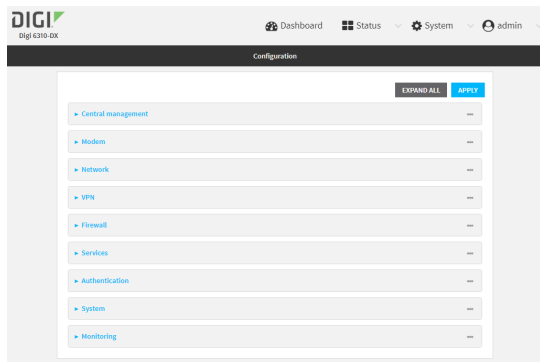 DIGI
Digi 6310-DX
Dashboard Status System admin
Configuration
EXPAND ALL APPLY
Central management
Modem
Network
VPN
Firewall
Services
Authentication
System
Monitoring